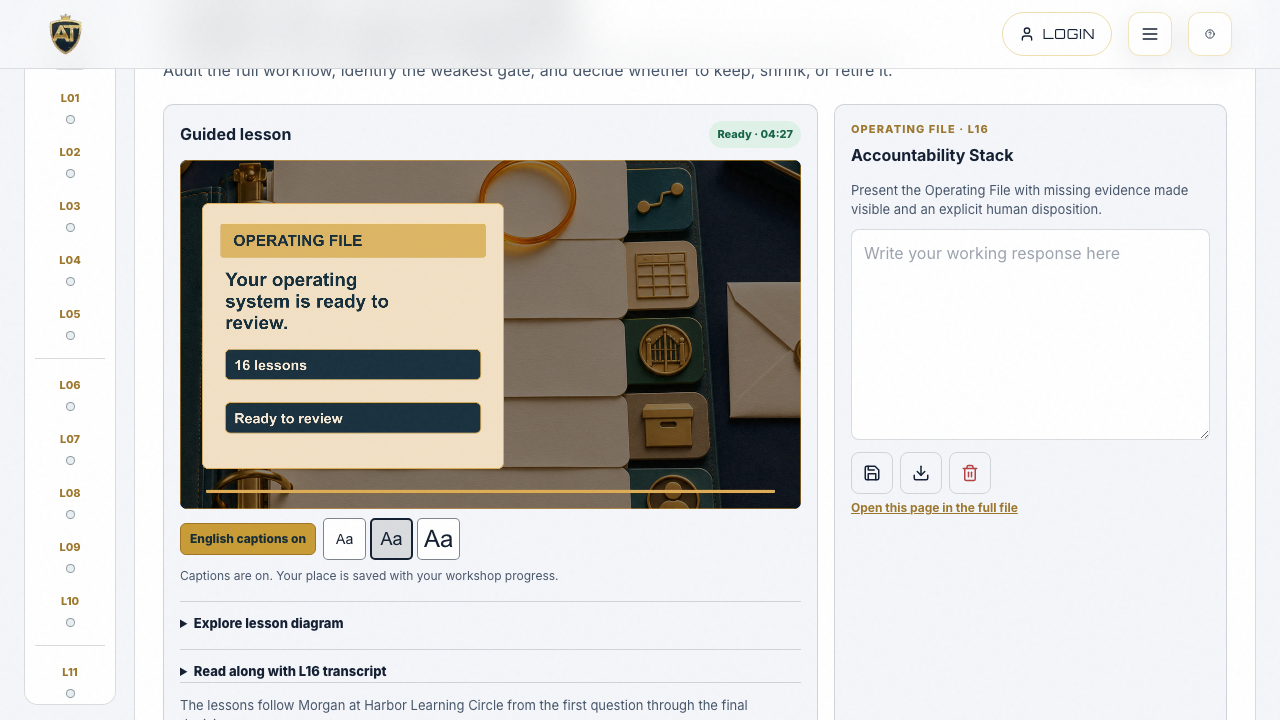 AT
LOGIN
Audit the full workflow, identify the weakest gate, and decide whether to keep, shrink, or retire it.
L01
L02
L03
L04
L05
L06
L07
L08
L09
L10
L11
Guided lesson
Ready · 04:27
OPERATING FILE
Your operating
system is ready to
review.
16 lessons
Ready to review
English captions on
Aa
Aa
Aa
Captions are on. Your place is saved with your workshop progress.
Explore lesson diagram
Read along with L16 transcript
The lessons follow Morgan at Harbor Learning Circle from the first question through the final
OPERATING FILE · L16
Accountability Stack
Present the Operating File with missing evidence made
visible and an explicit human disposition.
Write your working response here
Open this page in the full file